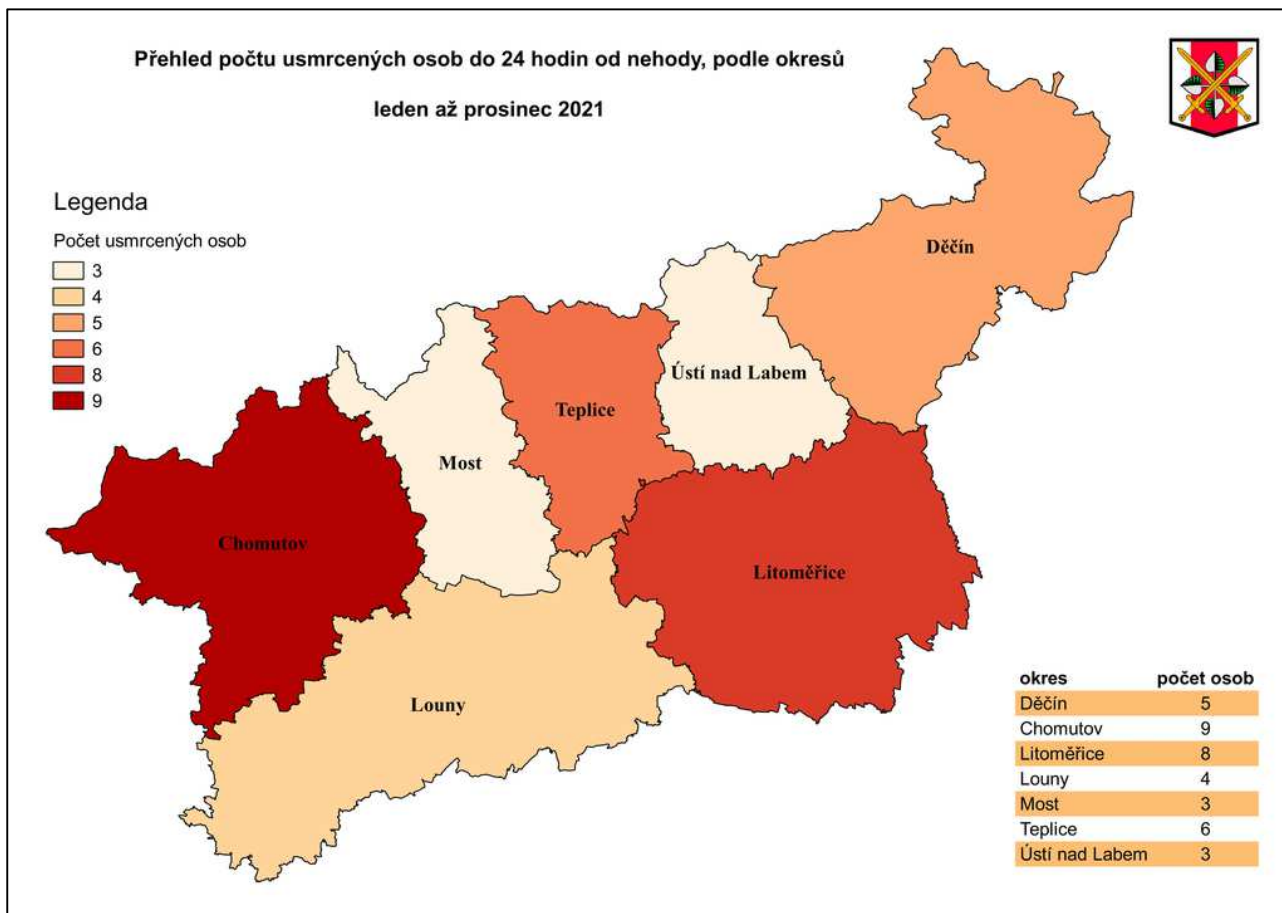 Přehled počtu usmrcených osob do 24 hodin od nehody, podle okresů
leden až prosinec 2021
Legenda
Počet usmrcených osob
3
4
5
6
8
9
Děčín
Ústí nad Labem
Teplice
Most
Chomutov
Litoměřice
Louny
okres počet osob
Děčín 5
Chomutov 9
Litoměřice 8
Louny 4
Most 3
Teplice 6
Ústí nad Labem 3